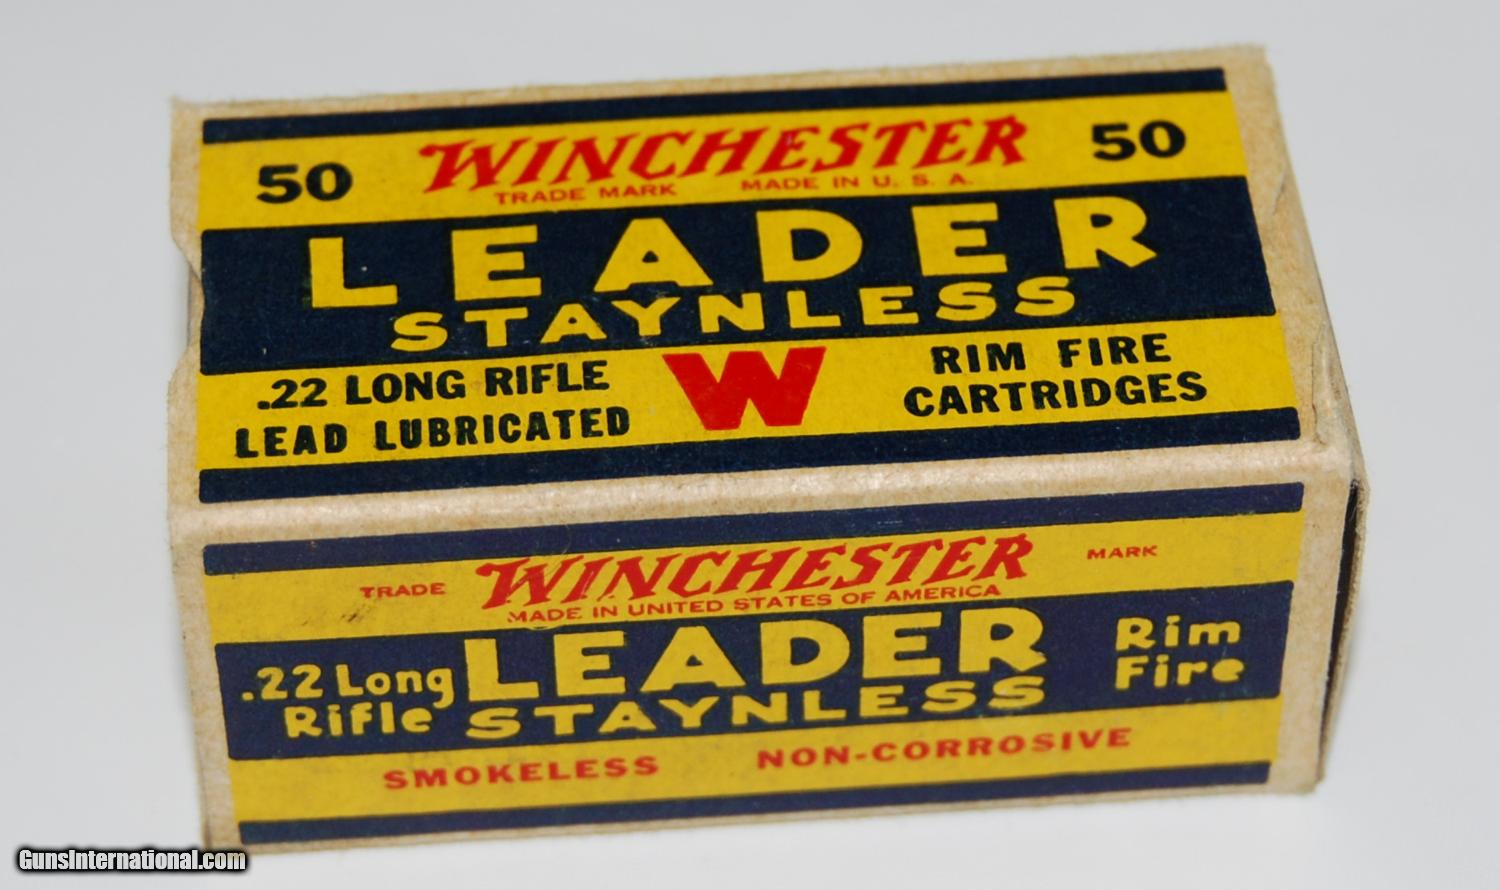 50 WINCHESTER 50
TRADE MARK MADE IN U. S. A.
LEADER
STAYNLESS
.22 LONG RIFLE
LEAD LUBRICATED
W
RIM FIRE
CARTRIDGES
TRADE WINCHESTER MARK
MADE IN UNITED STATES OF AMERICA
.22 Long
Rifle
LEADER
STAYNLESS
Rim
Fire
SMOKELESS NON-CORROSIVE
GunsInternational.com